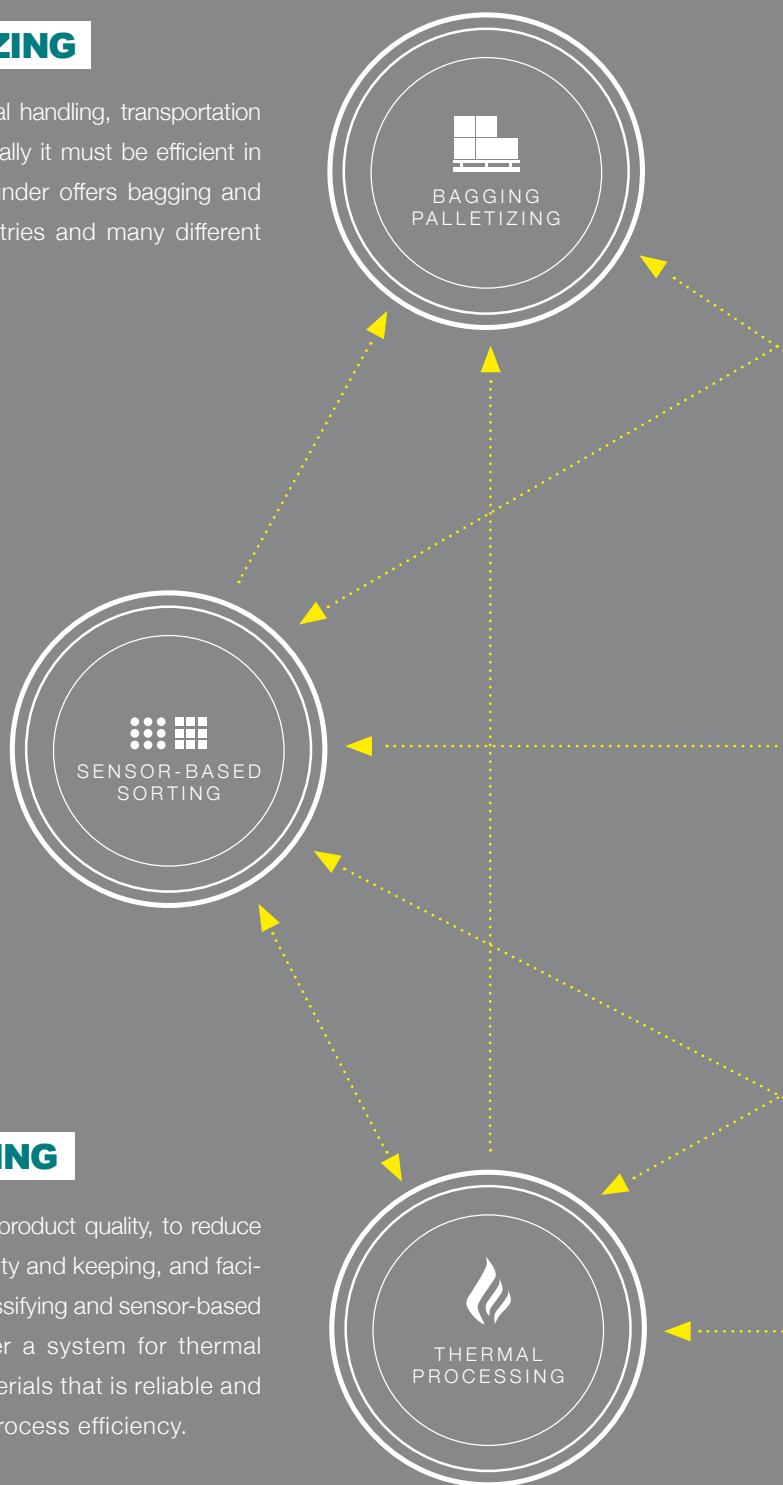 ZING
al handling, transportation
ally it must be efficient in
inder offers bagging and
tries and many different
BAGGING
PALLETIZING
SENSOR-BASED
SORTING
ING
product quality, to reduce
ty and keeping, and faci-
ssifying and sensor-based
er a system for thermal
erials that is reliable and
rocess efficiency.
THERMAL
PROCESSING